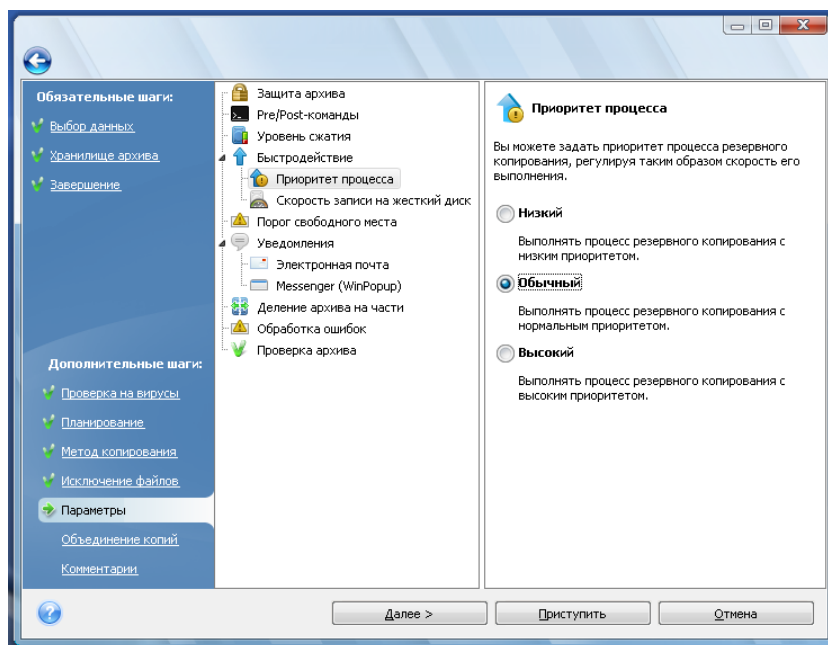 Обязательные шаги:
Выбор данных
Хранилище архива
Завершение
Дополнительные шаги:
Проверка на вирусы
Планирование
Метод копирования
Исключение файлов
Параметры
Объединение копий
Комментарии
Защита архива
Pre/Post-команды
Уровень сжатия
Быстродействие
Приоритет процесса
Скорость записи на жесткий диск
Порог свободного места
Уведомления
Электронная почта
Messenger (WinPopup)
Деление архива на части
Обработка ошибок
Проверка архива
Приоритет процесса
Вы можете задать приоритет процесса резервного
копирования, регулируя таким образом скорость его
выполнения.
Низкий
Выполнять процесс резервного копирования с
низким приоритетом.
Обычный
Выполнять процесс резервного копирования с
нормальным приоритетом.
Высокий
Выполнять процесс резервного копирования с
высоким приоритетом.
Далее >
Приступить
Отмена